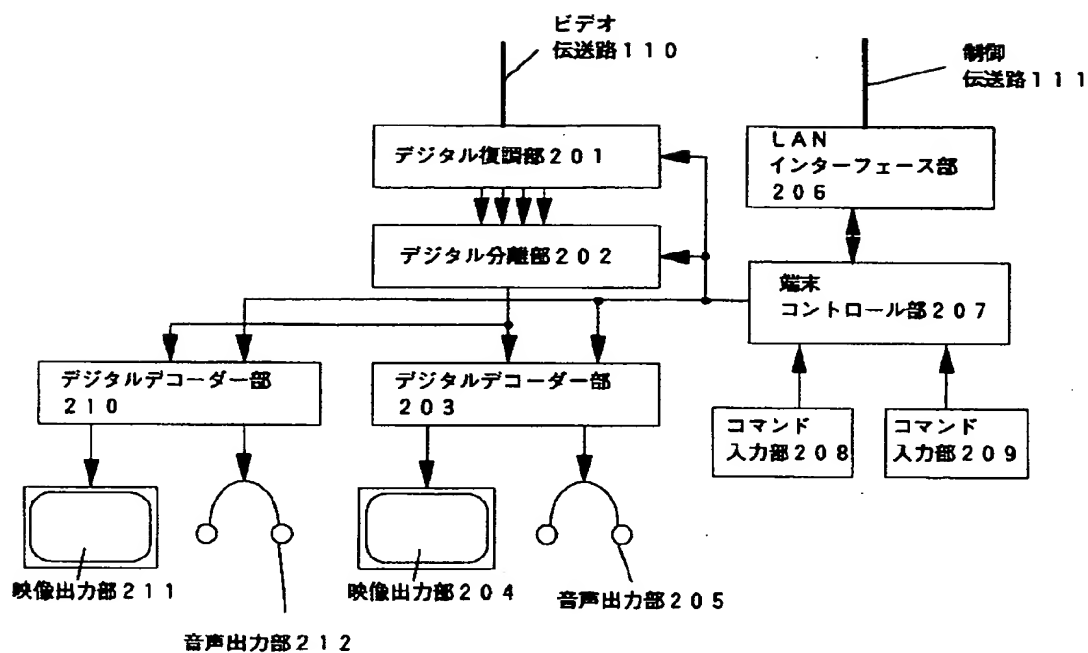 ビデオ
伝送路110
制御
伝送路111
デジタル復調部201
LAN
インターフェース部
206
デジタル分離部202
端末
コントロール部207
デジタルデコーダー部
210
デジタルデコーダー部
203
コマンド
入力部208
コマンド
入力部209
映像出力部211
映像出力部204
音声出力部205
音声出力部212